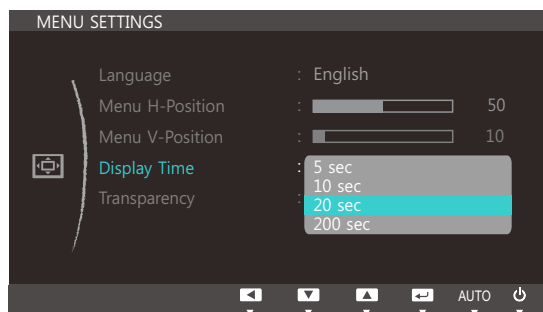 MENU SETTINGS
Language : English
Menu H-Position : 50
Menu V-Position : 10
Display Time : 5 sec
10 sec
20 sec
Transparency : 200 sec
AUTO